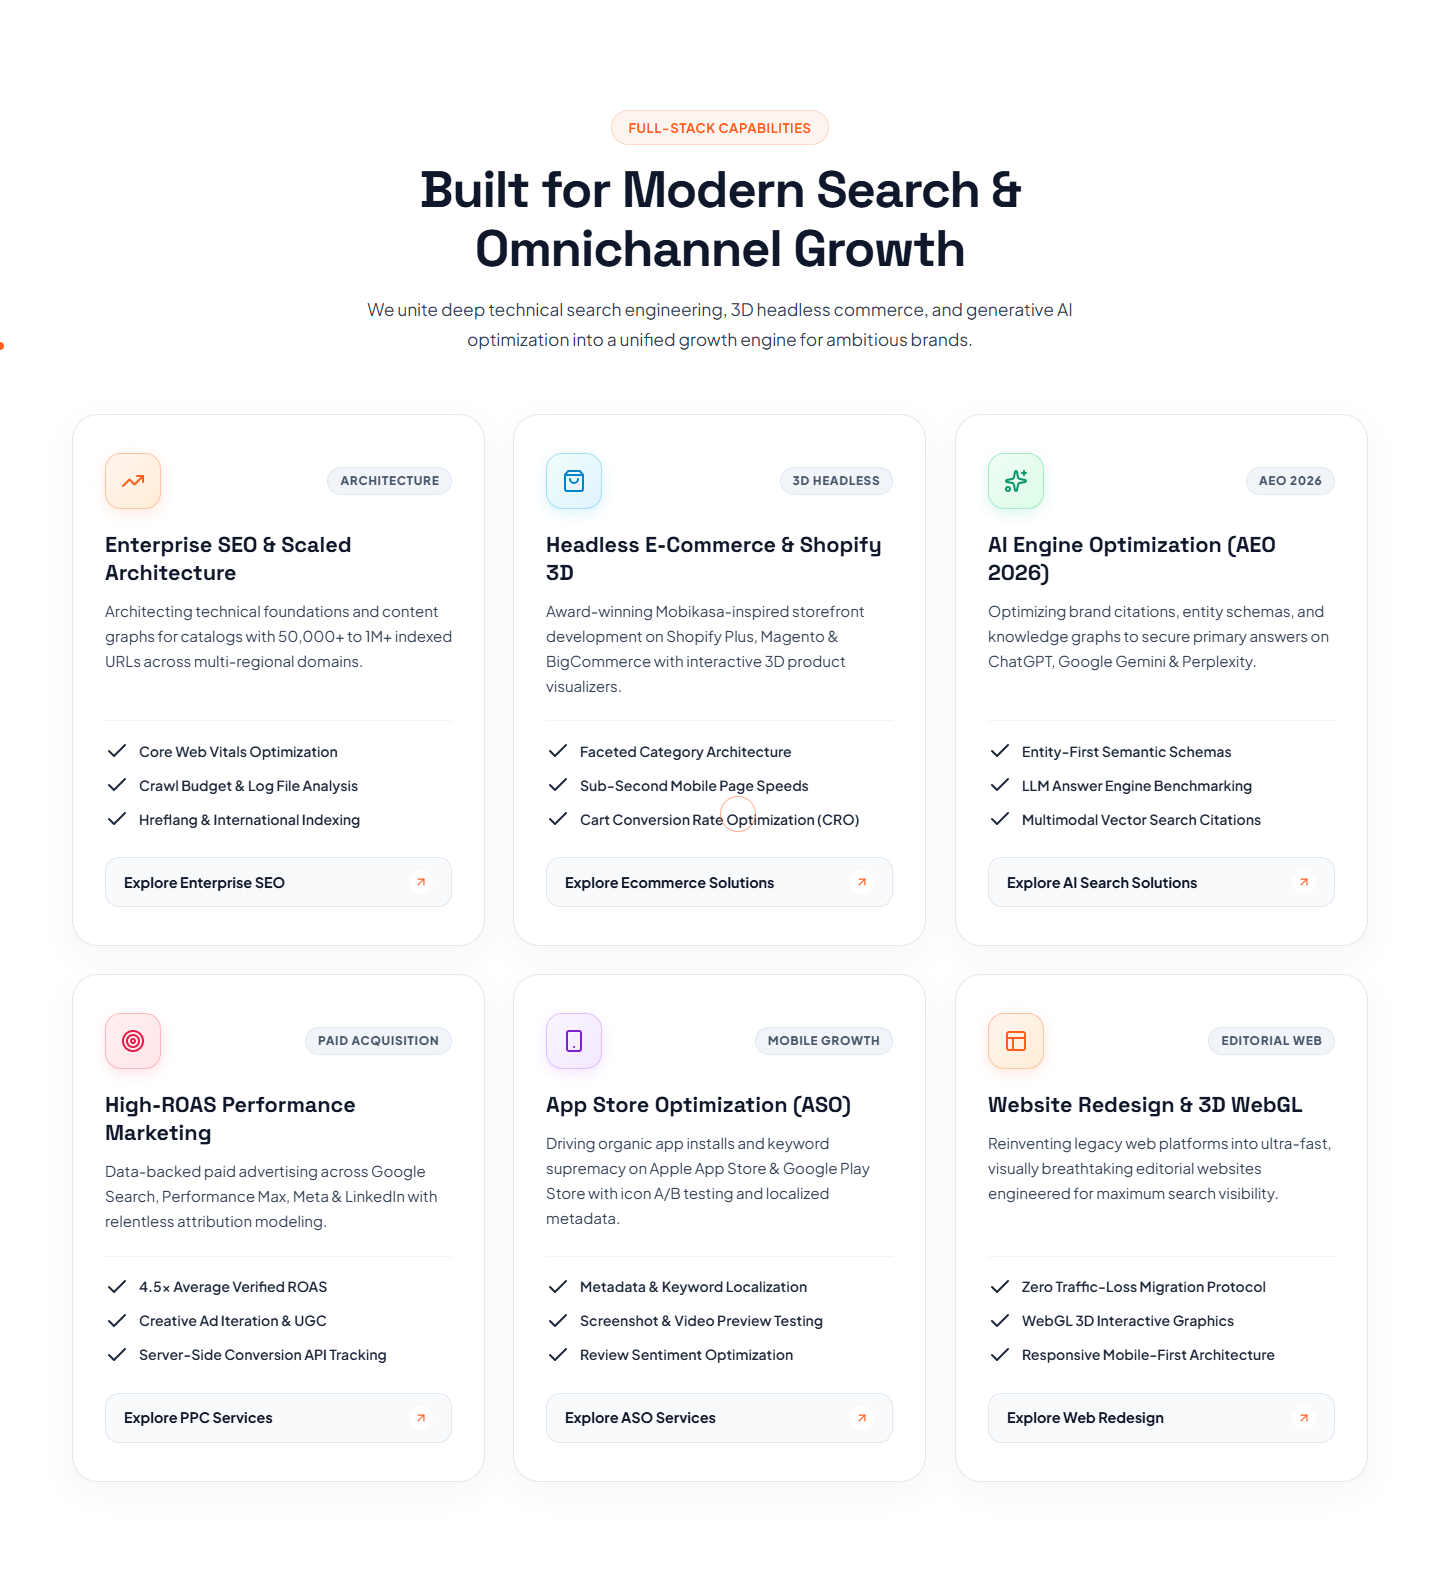 FULL-STACK CAPABILITIES
Built for Modern Search &
Omnichannel Growth
We unite deep technical search engineering, 3D headless commerce, and generative AI
optimization into a unified growth engine for ambitious brands.
ARCHITECTURE
Enterprise SEO & Scaled
Architecture
Architecting technical foundations and content
graphs for catalogs with 50,000+ to 1M+ indexed
URLs across multi-regional domains.
Core Web Vitals Optimization
Crawl Budget & Log File Analysis
Hreflang & International Indexing
Explore Enterprise SEO
3D HEADLESS
Headless E-Commerce & Shopify
3D
Award-winning Mobikasa-inspired storefront
development on Shopify Plus, Magento &
BigCommerce with interactive 3D product
visualizers.
Faceted Category Architecture
Sub-Second Mobile Page Speeds
Cart Conversion Rate Optimization (CRO)
Explore Ecommerce Solutions
AEO 2026
AI Engine Optimization (AEO
2026)
Optimizing brand citations, entity schemas, and
knowledge graphs to secure primary answers on
ChatGPT, Google Gemini & Perplexity.
Entity-First Semantic Schemas
LLM Answer Engine Benchmarking
Multimodal Vector Search Citations
Explore AI Search Solutions
PAID ACQUISITION
High-ROAS Performance
Marketing
Data-backed paid advertising across Google
Search, Performance Max, Meta & LinkedIn with
relentless attribution modeling.
4.5x Average Verified ROAS
Creative Ad Iteration & UGC
Server-Side Conversion API Tracking
Explore PPC Services
MOBILE GROWTH
App Store Optimization (ASO)
Driving organic app installs and keyword
supremacy on Apple App Store & Google Play
Store with icon A/B testing and localized
metadata.
Metadata & Keyword Localization
Screenshot & Video Preview Testing
Review Sentiment Optimization
Explore ASO Services
EDITORIAL WEB
Website Redesign & 3D WebGL
Reinventing legacy web platforms into ultra-fast,
visually breathtaking editorial websites
engineered for maximum search visibility.
Zero Traffic-Loss Migration Protocol
WebGL 3D Interactive Graphics
Responsive Mobile-First Architecture
Explore Web Redesign